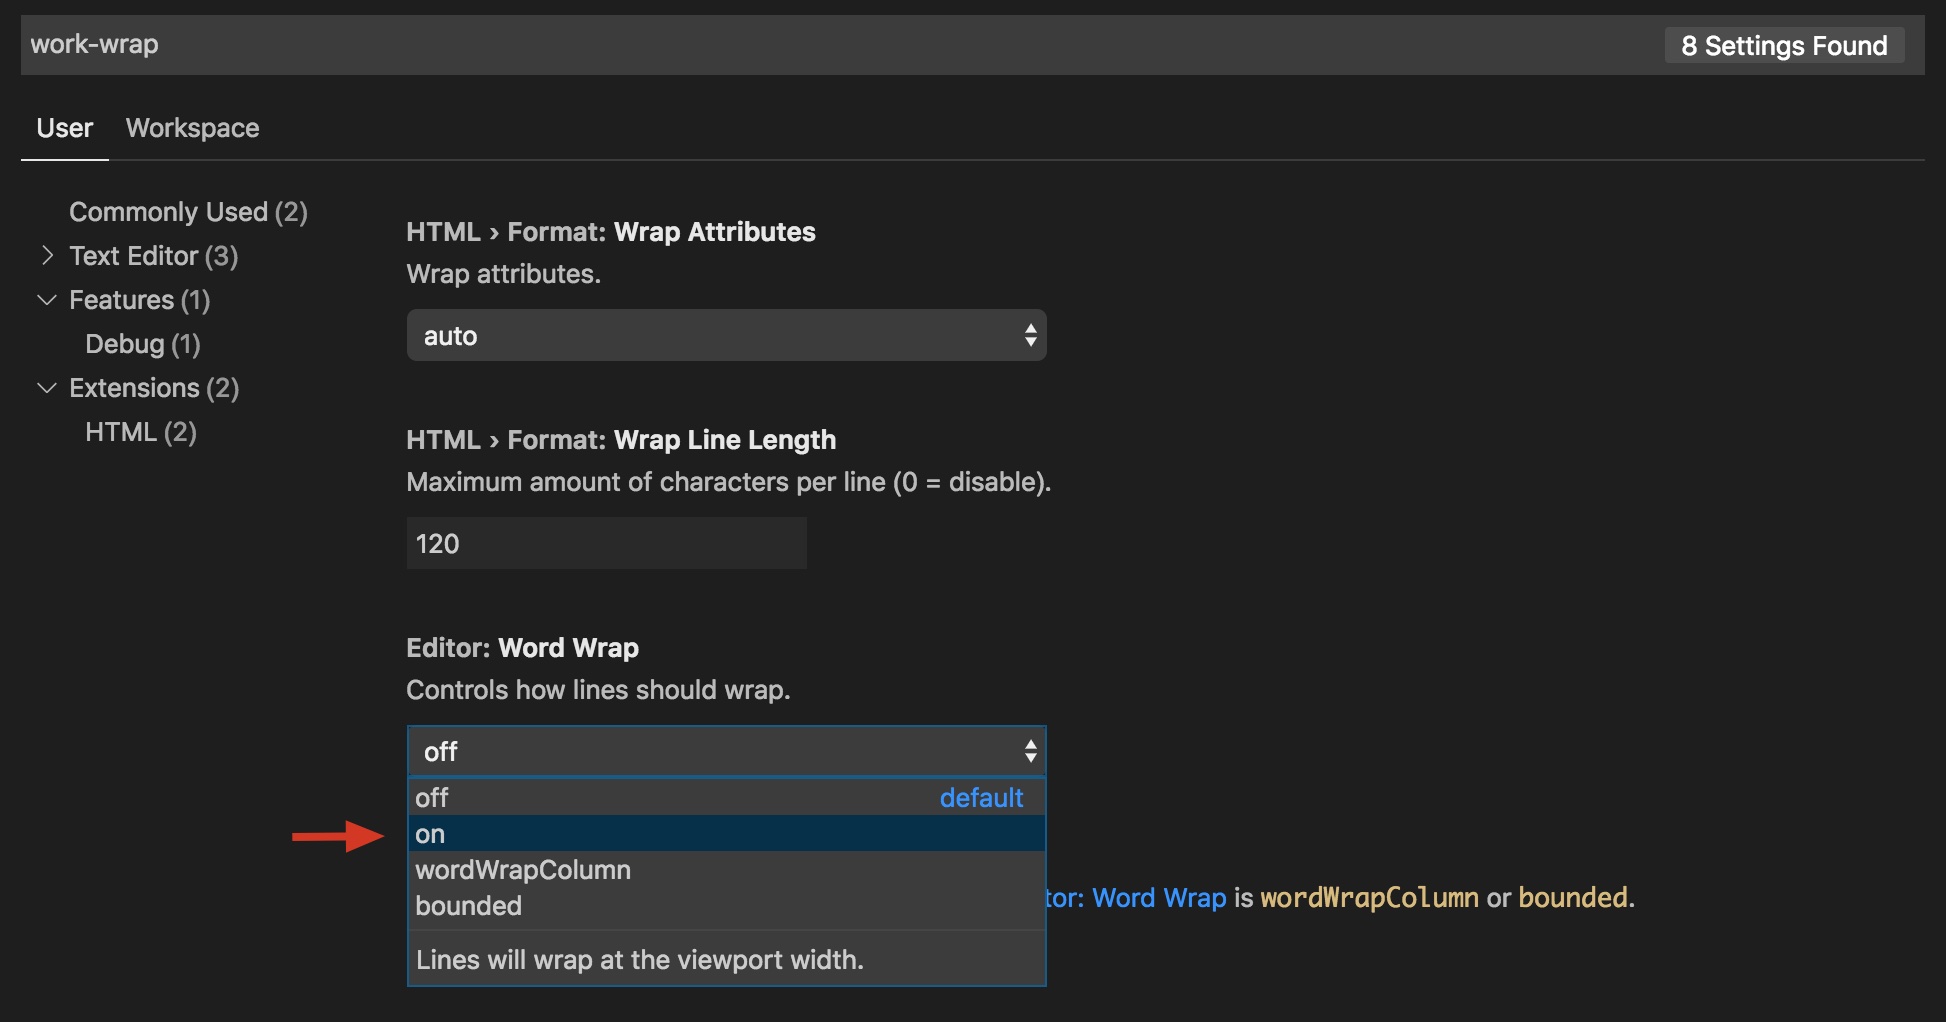 work-wrap
8 Settings Found
User Workspace
Commonly Used (2)
Text Editor (3)
Features (1)
Debug (1)
Extensions (2)
HTML (2)
HTML › Format: Wrap Attributes
Wrap attributes.
auto
HTML › Format: Wrap Line Length
Maximum amount of characters per line (0 = disable).
120
Editor: Word Wrap
Controls how lines should wrap.
off
off default
on
wordWrapColumn
bounded
tor: Word Wrap is wordWrapColumn or bounded.
Lines will wrap at the viewport width.